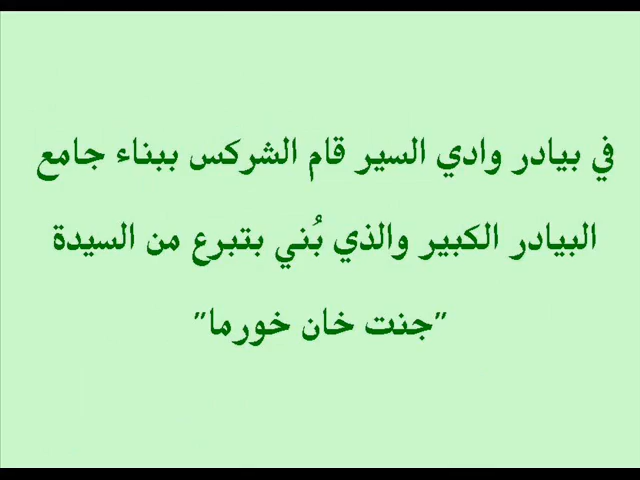 في بيادر وادي السير قام الشركس ببناء جامع
البيادر الكبير والذي بُني بتبرع من السيدة
"جنت خان خورما"